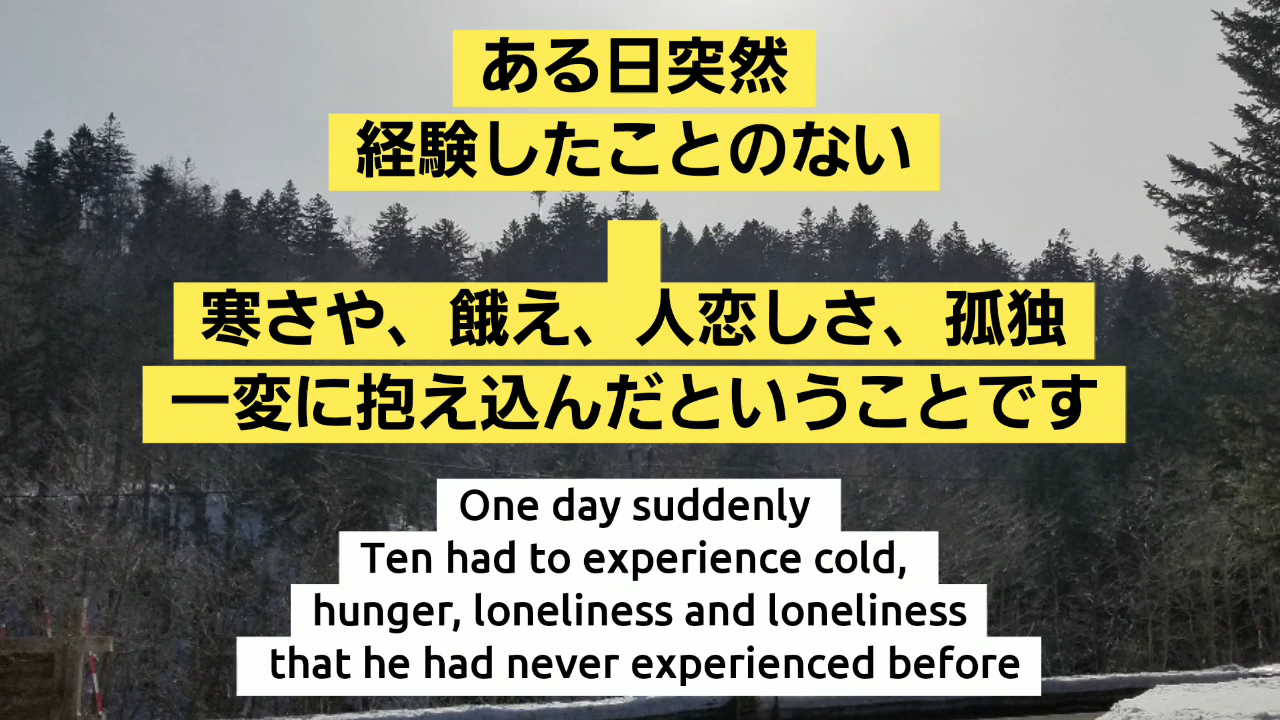 ある日突然
経験したことのない
寒さや、餓え、人恋しさ、孤独
一変に抱え込んだということです
One day suddenly
Ten had to experience cold,
hunger, loneliness and loneliness
that he had never experienced before